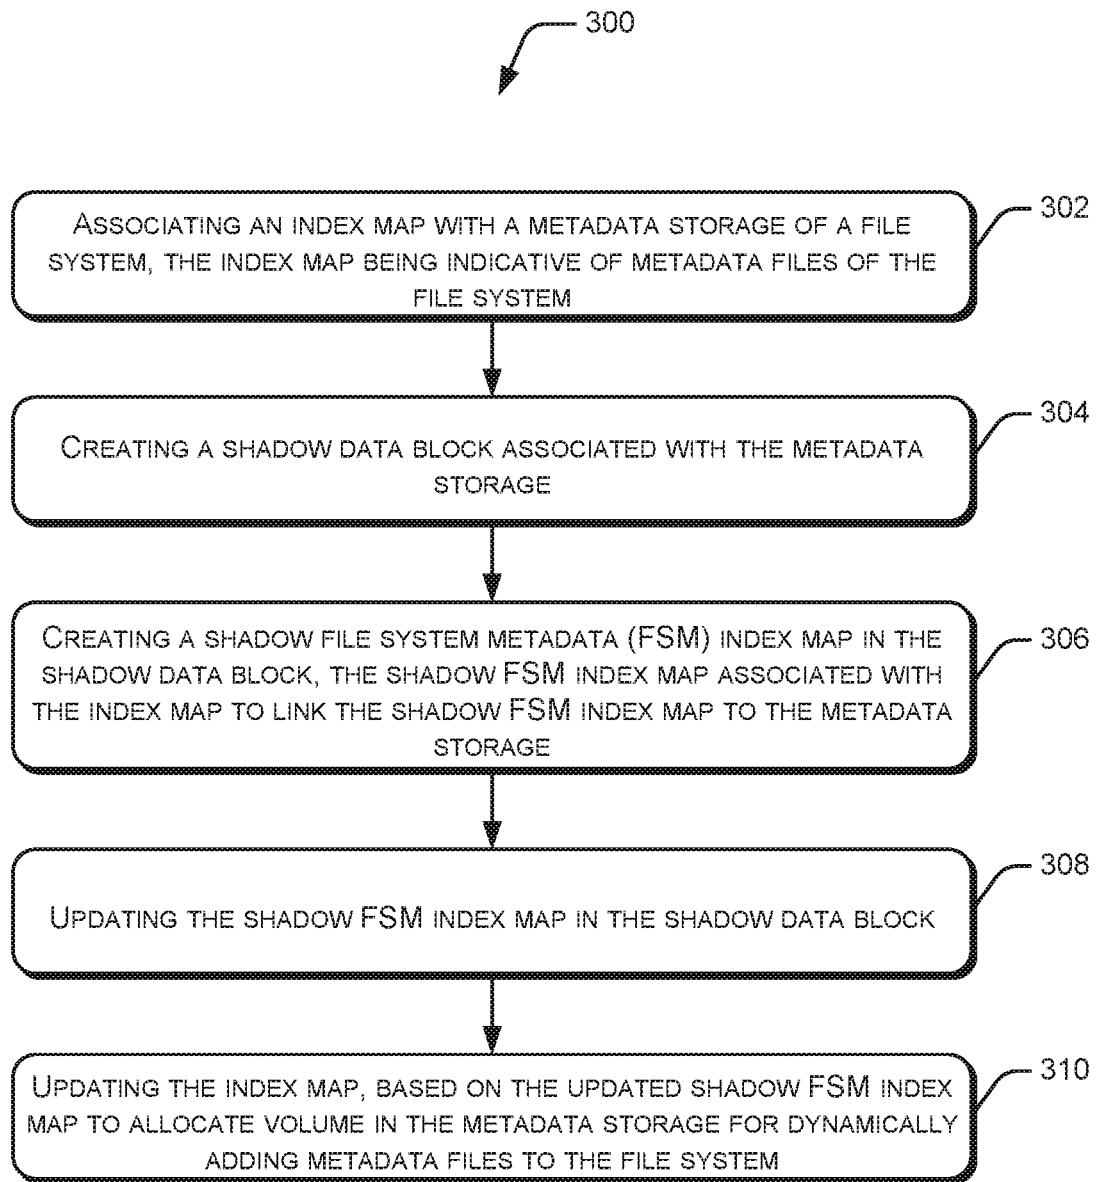 300
ASSOCIATING AN INDEX MAP WITH A METADATA STORAGE OF A FILE
SYSTEM, THE INDEX MAP BEING INDICATIVE OF METADATA FILES OF THE
FILE SYSTEM
302
CREATING A SHADOW DATA BLOCK ASSOCIATED WITH THE METADATA
STORAGE
304
CREATING A SHADOW FILE SYSTEM METADATA (FSM) INDEX MAP IN THE
SHADOW DATA BLOCK, THE SHADOW FSM INDEX MAP ASSOCIATED WITH
THE INDEX MAP TO LINK THE SHADOW FSM INDEX MAP TO THE METADATA
STORAGE
306
UPDATING THE SHADOW FSM INDEX MAP IN THE SHADOW DATA BLOCK
308
UPDATING THE INDEX MAP, BASED ON THE UPDATED SHADOW FSM INDEX
MAP TO ALLOCATE VOLUME IN THE METADATA STORAGE FOR DYNAMICALLY
ADDING METADATA FILES TO THE FILE SYSTEM
310